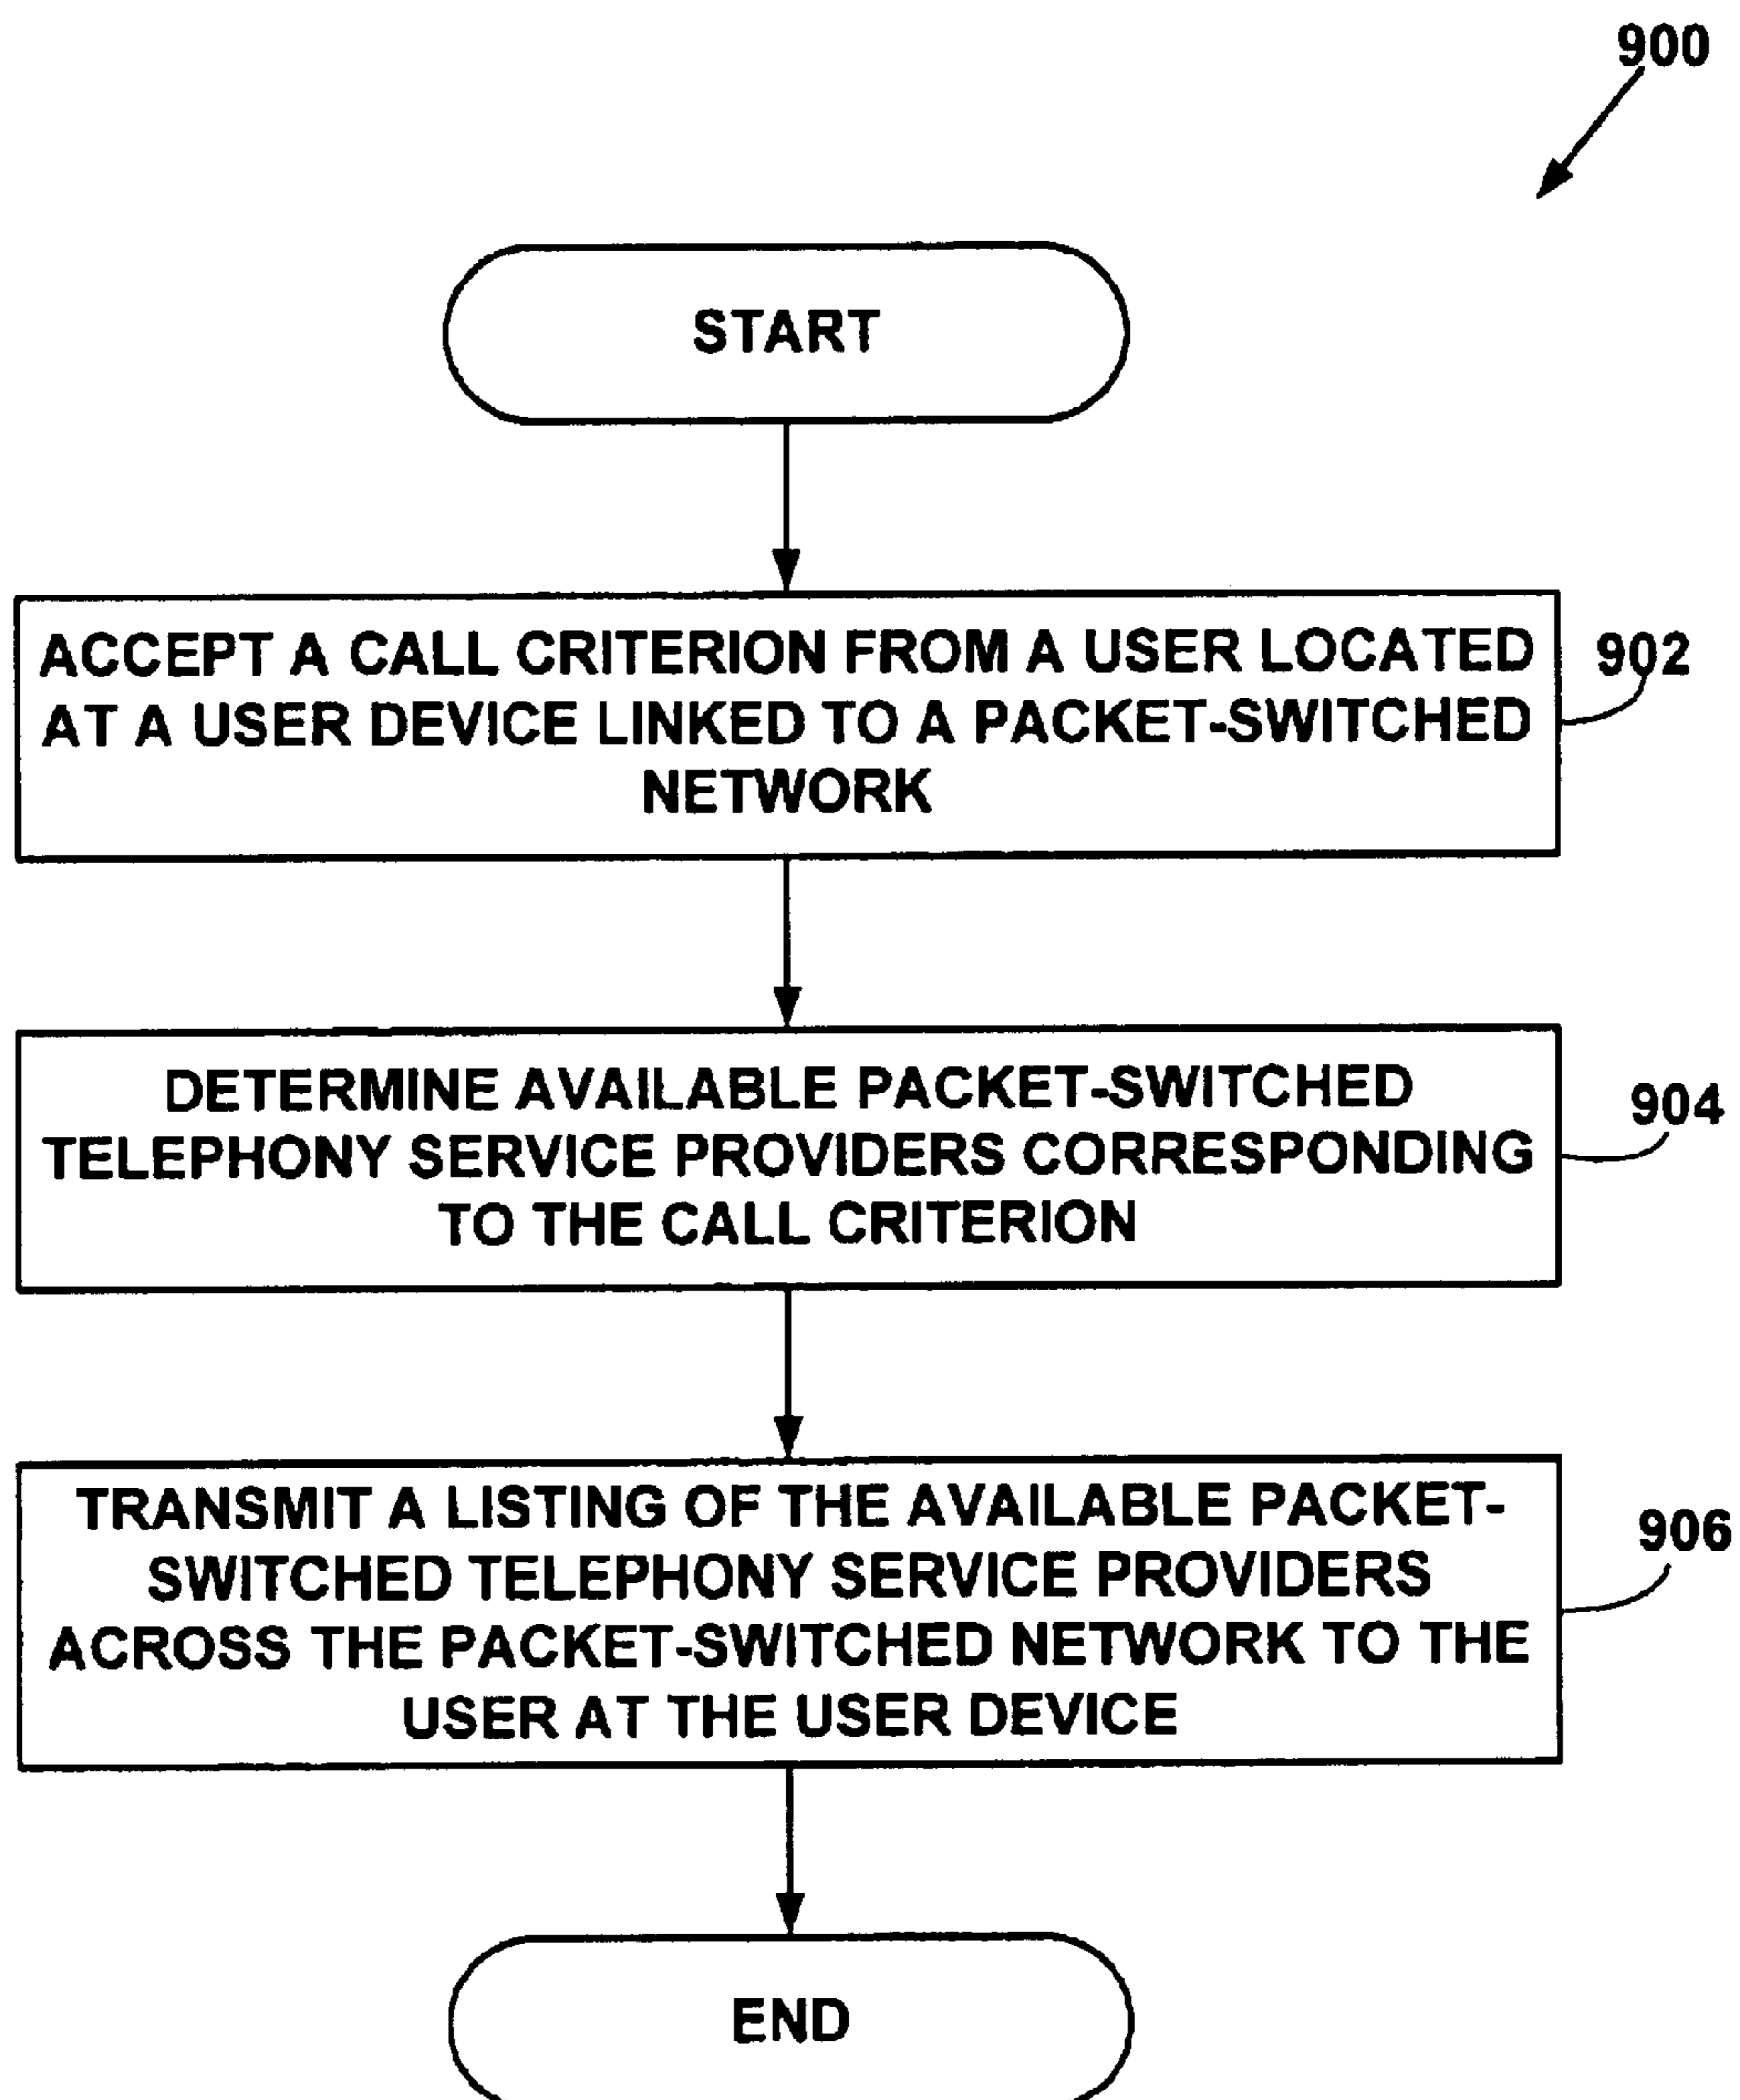 900
START
ACCEPT A CALL CRITERION FROM A USER LOCATED
AT A USER DEVICE LINKED TO A PACKET-SWITCHED
NETWORK
902
DETERMINE AVAILABLE PACKET-SWITCHED
TELEPHONY SERVICE PROVIDERS CORRESPONDING
TO THE CALL CRITERION
904
TRANSMIT A LISTING OF THE AVAILABLE PACKET-
SWITCHED TELEPHONY SERVICE PROVIDERS
ACROSS THE PACKET-SWITCHED NETWORK TO THE
USER AT THE USER DEVICE
906
END